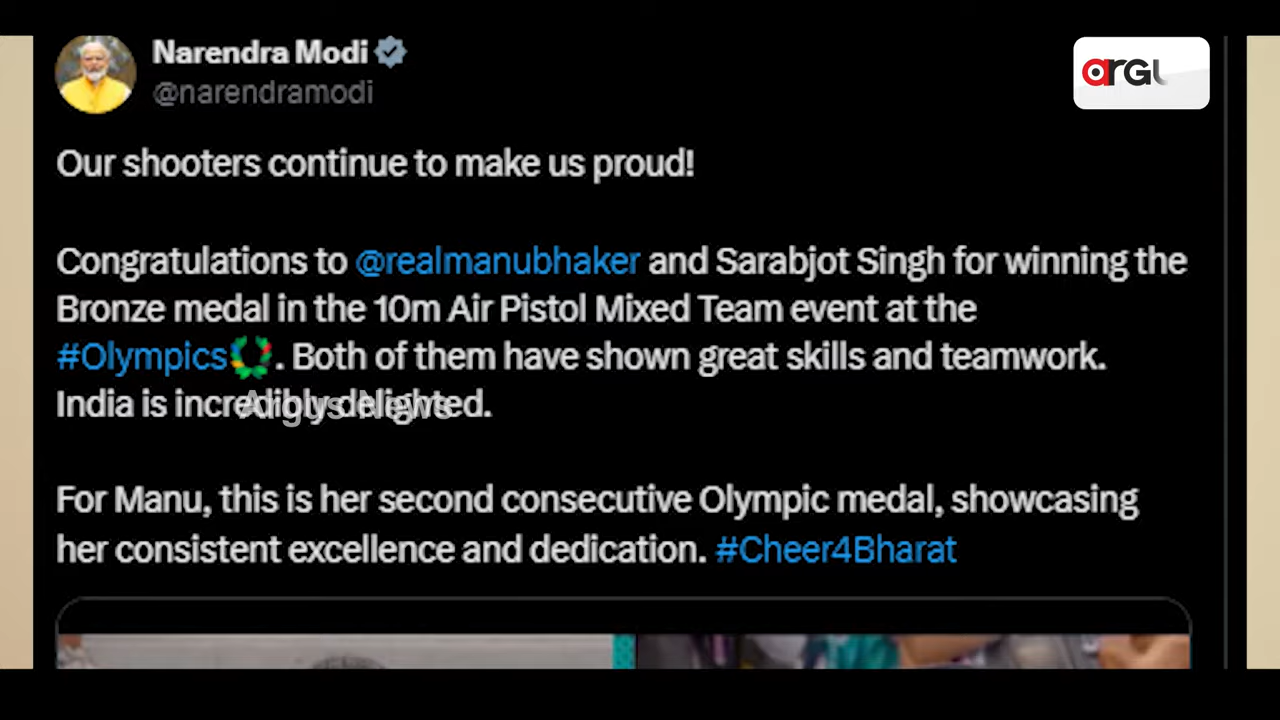 Narendra Modi
@narendramodi
arGu
Our shooters continue to make us proud!
Congratulations to @realmanubhaker and Sarabjot Singh for winning the
Bronze medal in the 10m Air Pistol Mixed Team event at the
#Olympics. Both of them have shown great skills and teamwork.
India is incredibly delighted.
Argus News
For Manu, this is her second consecutive Olympic medal, showcasing
her consistent excellence and dedication. #Cheer4Bharat